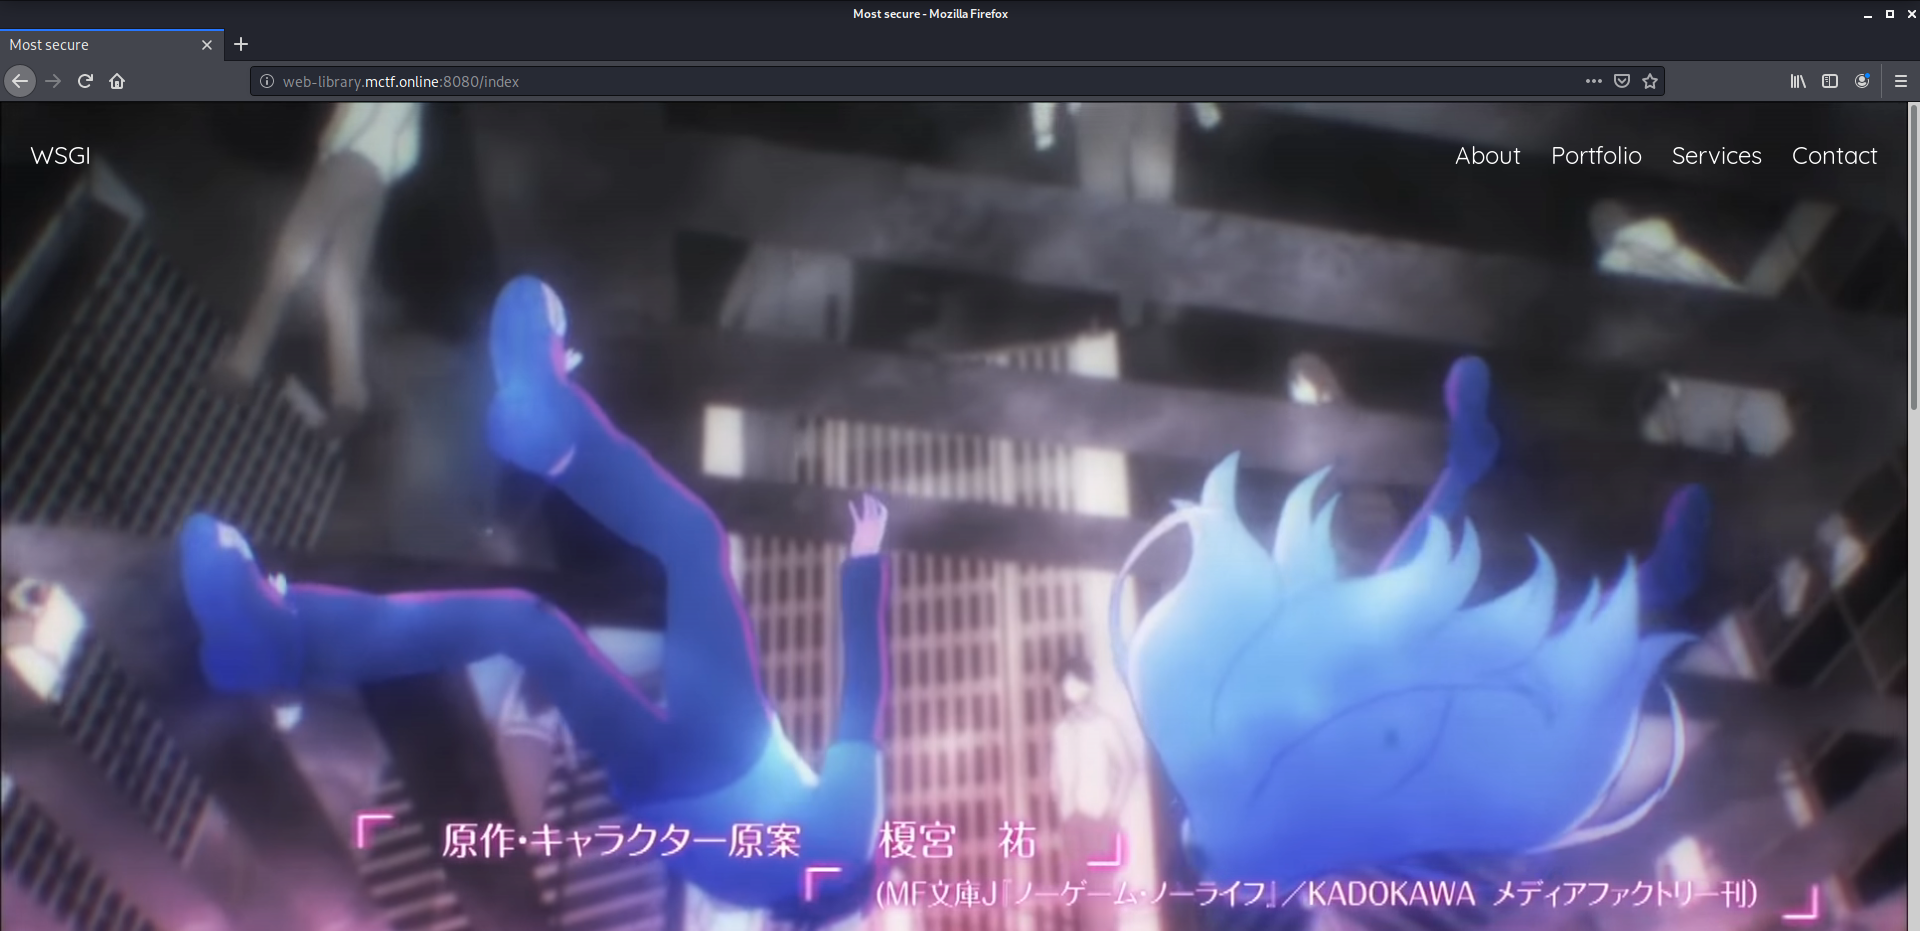 Most secure - Mozilla Firefox
Most secure
web-library.mctf.online:8080/index
WSGI
About Portfolio Services Contact
「 原作・キャラクター原案 榎宮 祐 」
「 (MF文庫J『ノーゲーム・ノーライフ』／KADOKAWA メディアファクトリー刊) 」